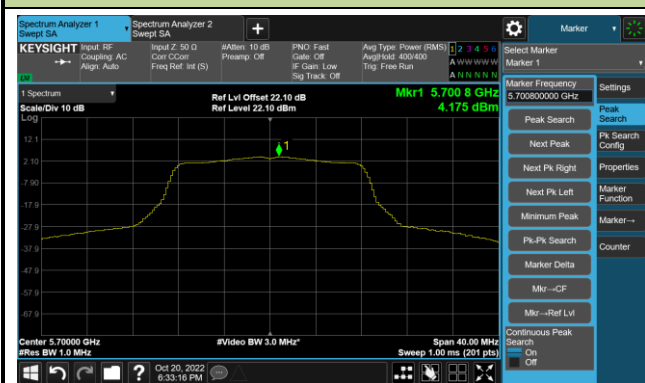 Spectrum Analyzer 1
Swept SA
Spectrum Analyzer 2
Swept SA
+
Marker
KEYSIGHT
Input: RF
Coupling: AC
Align: Auto
Input Z: 50 Ω
Corr CCorr
Freq Ref: Int (S)
#Atten: 10 dB
Preamp: Off
PNO: Fast
Gate: Off
IF Gain: Low
Sig Track: Off
Avg Type: Power (RMS)
Avg|Hold: 400/400
Trig: Free Run
1 2 3 4 5 6
A W W W W W
A N N N N N
Select Marker
Marker 1
LW
1 Spectrum
Scale/Div 10 dB
Log
Ref Lvl Offset 22.10 dB
Ref Level 22.10 dBm
Mkr1 5.700 8 GHz
4.175 dBm
1
12.1
2.10
-7.90
-17.9
-27.9
-37.9
-47.9
-57.9
-67.9
Center 5.70000 GHz
#Res BW 1.0 MHz
#Video BW 3.0 MHz*
Span 40.00 MHz
Sweep 1.00 ms (201 pts)
Marker Frequency
5.700800000 GHz
Peak Search
Next Peak
Next Pk Right
Next Pk Left
Minimum Peak
Pk-Pk Search
Marker Delta
Mkr→CF
Mkr→Ref Lvl
Continuous Peak
Search
On
Off
Settings
Peak
Search
Pk Search
Config
Properties
Marker
Function
Marker→
Counter
?
Oct 20, 2022
6:33:16 PM